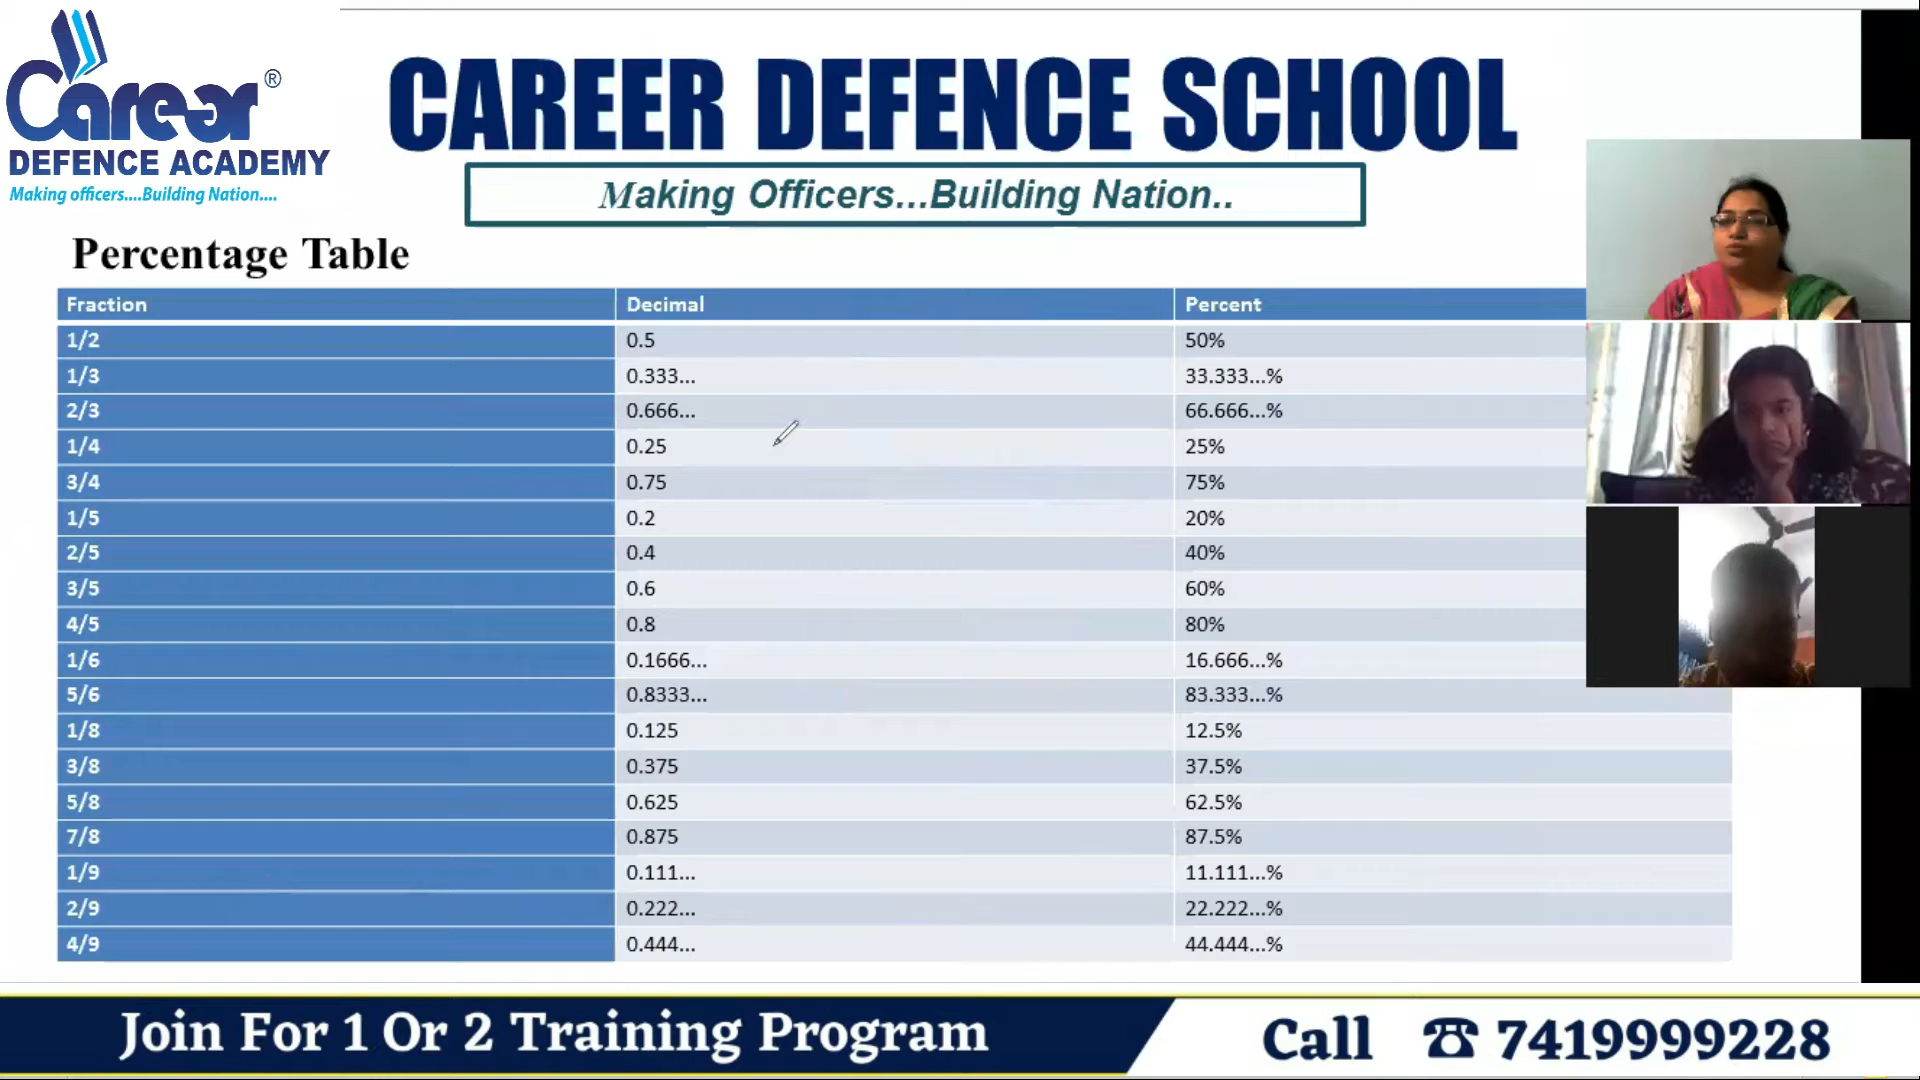 Career®
DEFENCE ACADEMY
Making officers....Building Nation....
CAREER DEFENCE SCHOOL
Making Officers...Building Nation..
Percentage Table
Fraction Decimal Percent
1/2 0.5 50%
1/3 0.333... 33.333...%
2/3 0.666... 66.666...%
1/4 0.25 25%
3/4 0.75 75%
1/5 0.2 20%
2/5 0.4 40%
3/5 0.6 60%
4/5 0.8 80%
1/6 0.1666... 16.666...%
5/6 0.8333... 83.333...%
1/8 0.125 12.5%
3/8 0.375 37.5%
5/8 0.625 62.5%
7/8 0.875 87.5%
1/9 0.111... 11.111...%
2/9 0.222... 22.222...%
4/9 0.444... 44.444...%
Join For 1 Or 2 Training Program
Call ☎ 7419999228